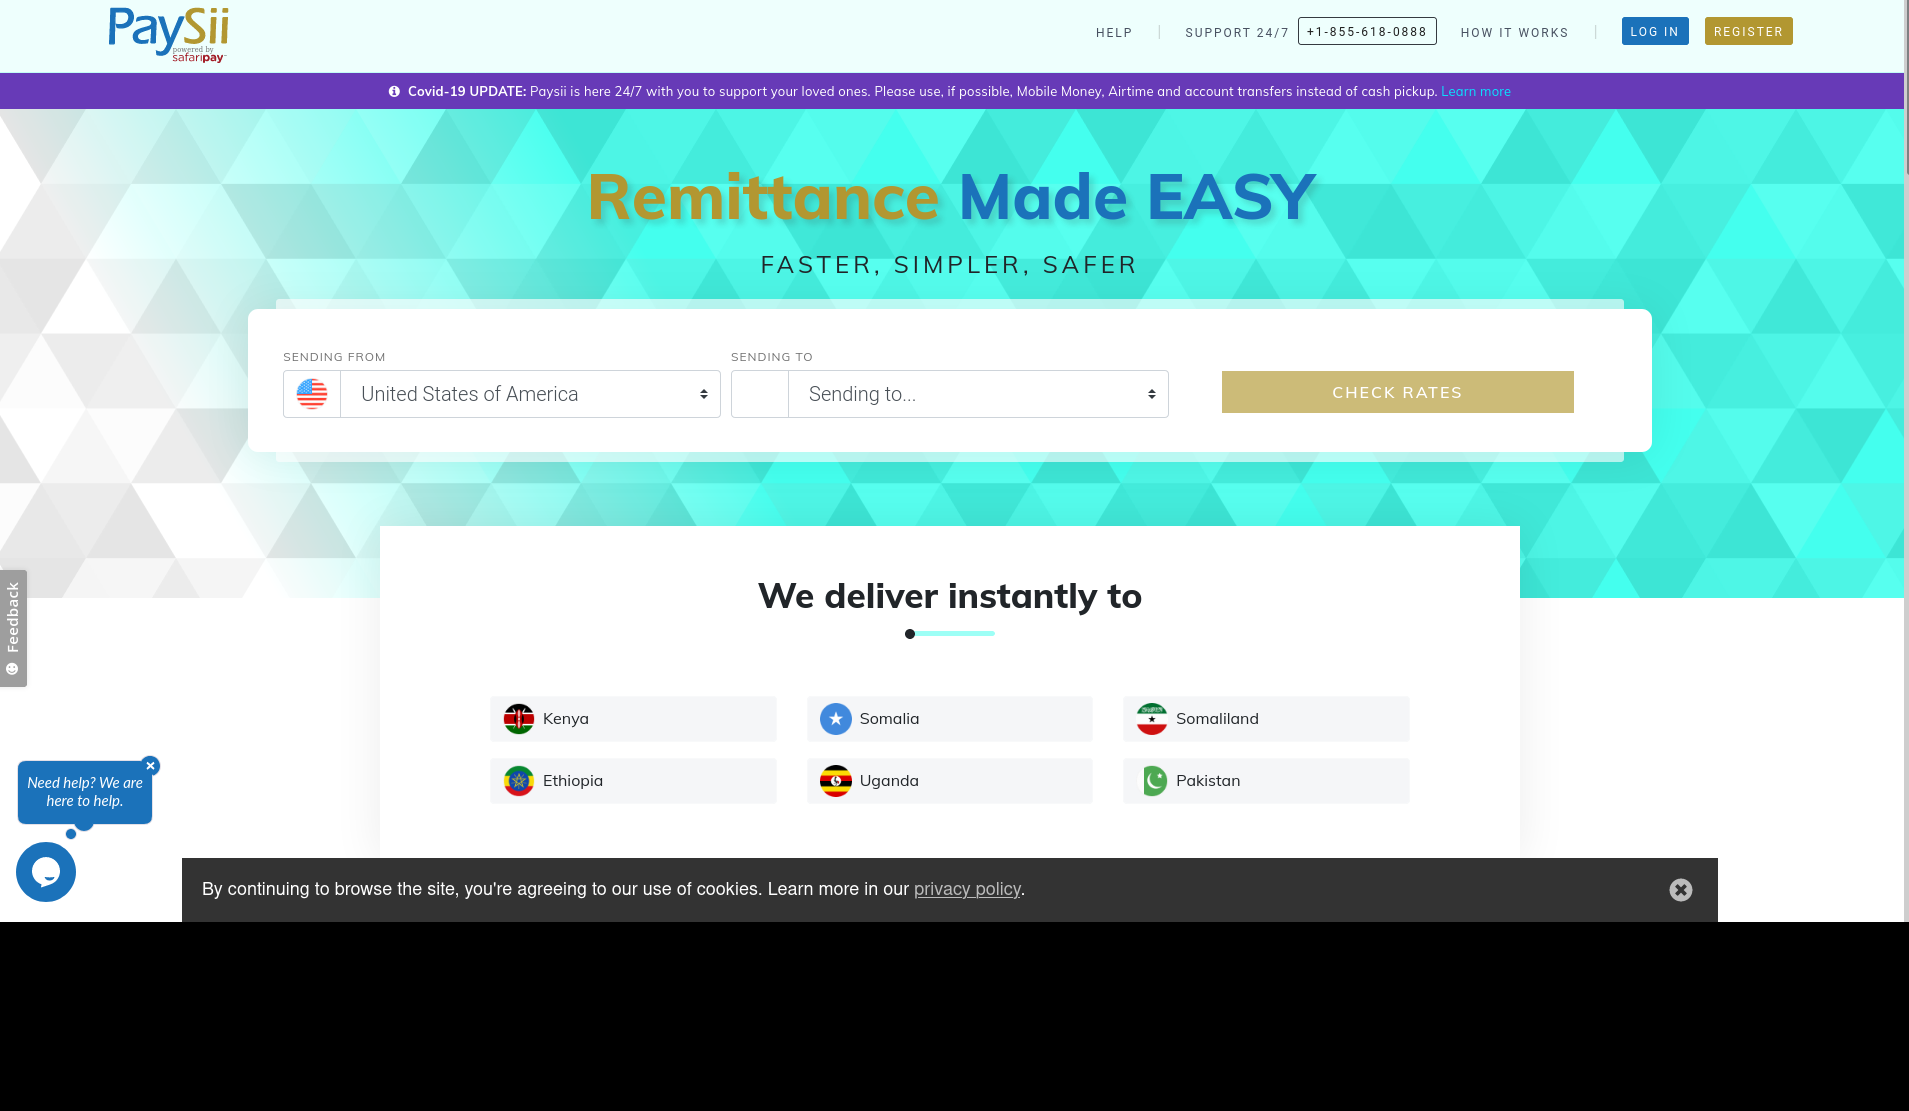 PaySii
powered by
safaripay
HELP
SUPPORT 24/7 +1-855-618-0888
HOW IT WORKS
LOG IN
REGISTER
Covid-19 UPDATE: Paysii is here 24/7 with you to support your loved ones. Please use, if possible, Mobile Money, Airtime and account transfers instead of cash pickup. Learn more
Remittance Made EASY
FASTER, SIMPLER, SAFER
SENDING FROM
United States of America
SENDING TO
Sending to...
CHECK RATES
We deliver instantly to
Kenya
Somalia
Somaliland
Ethiopia
Uganda
Pakistan
Feedback
Need help? We are
here to help.
By continuing to browse the site, you're agreeing to our use of cookies. Learn more in our privacy policy.